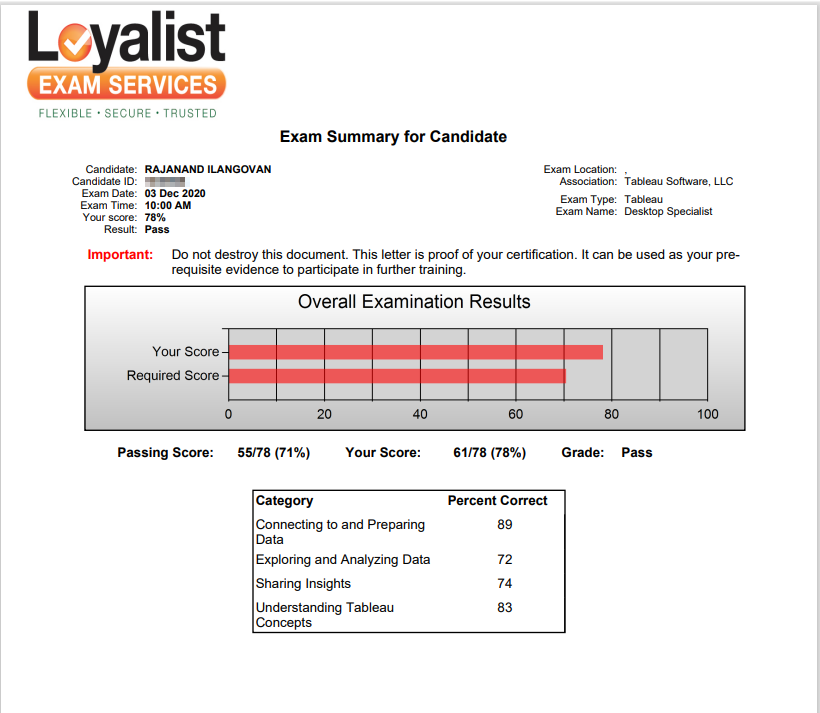 Loyalist
EXAM SERVICES
FLEXIBLE • SECURE • TRUSTED
Exam Summary for Candidate
Candidate: RAJANAND ILANGOVAN
Candidate ID:
Exam Date: 03 Dec 2020
Exam Time: 10:00 AM
Your score: 78%
Result: Pass
Exam Location: ,
Association: Tableau Software, LLC
Exam Type: Tableau
Exam Name: Desktop Specialist
Important: Do not destroy this document. This letter is proof of your certification. It can be used as your pre-
requisite evidence to participate in further training.
Overall Examination Results
Your Score
Required Score
0 20 40 60 80 100
Passing Score: 55/78 (71%) Your Score: 61/78 (78%) Grade: Pass
Category Percent Correct
Connecting to and Preparing 89
Data
Exploring and Analyzing Data 72
Sharing Insights 74
Understanding Tableau 83
Concepts